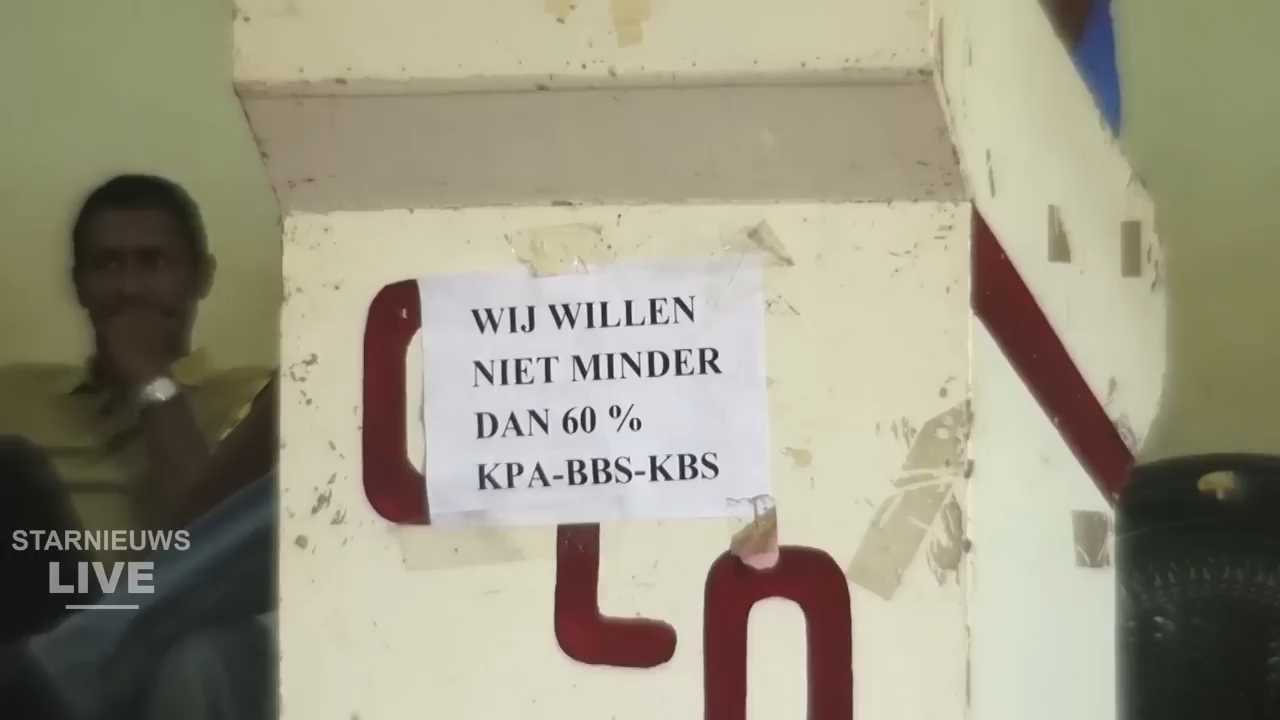 WIJ WILLEN
NIET MINDER
DAN 60 %
KPA-BBS-KBS
STARNIEUWS
LIVE